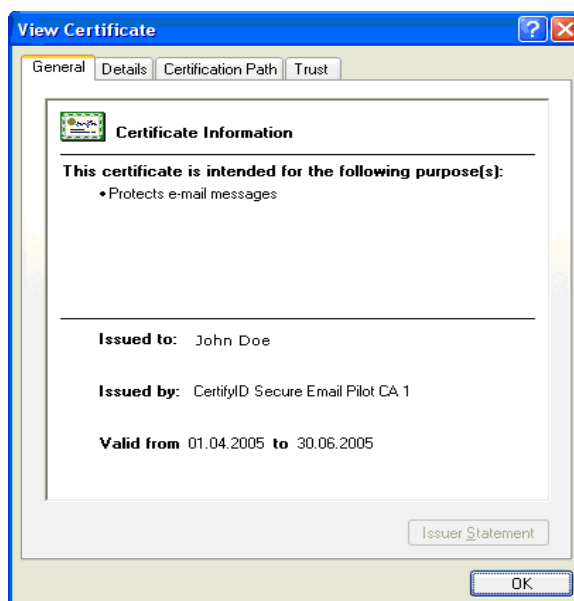 View Certificate
General Details Certification Path Trust
Certificate Information
This certificate is intended for the following purpose(s):
• Protects e-mail messages
Issued to: John Doe
Issued by: CertifyID Secure Email Pilot CA 1
Valid from 01.04.2005 to 30.06.2005
Issuer Statement
OK